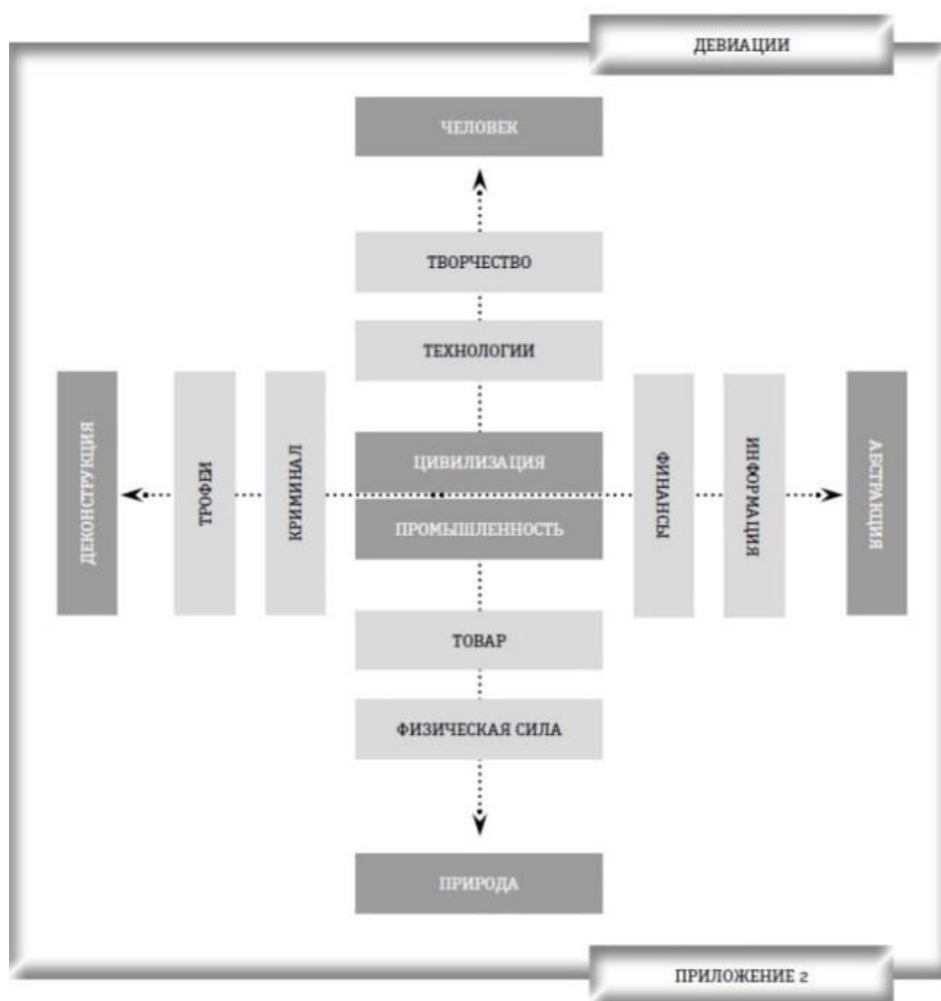 ДЕВИАЦИИ
ЧЕЛОВЕК
ТВОРЧЕСТВО
ТЕХНОЛОГИИ
ДЕКОНСТРУКЦИЯ
ТРОФЕИ
КРИМИНАЛ
ЦИВИЛИЗАЦИЯ
ПРОМЫШЛЕННОСТЬ
ФИНАНСЫ
ИНФОРМАЦИЯ
АБСТРАКЦИЯ
ТОВАР
ФИЗИЧЕСКАЯ СИЛА
ПРИРОДА
ПРИЛОЖЕНИЕ 2